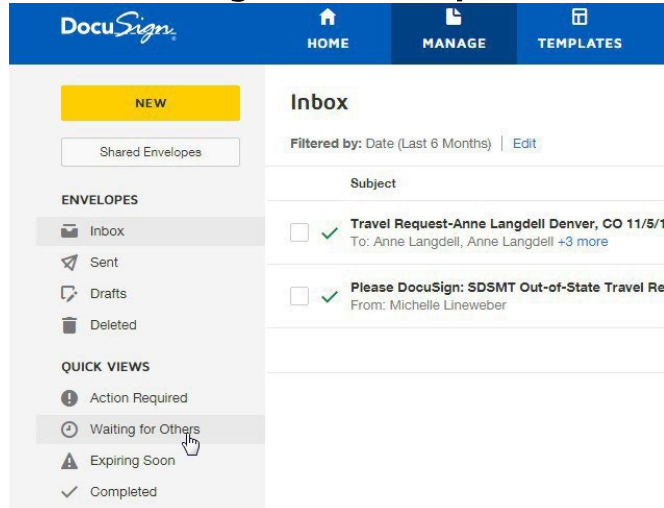 DocuSign
HOME
MANAGE
TEMPLATES
NEW
Shared Envelopes
ENVELOPES
Inbox
Sent
Drafts
Deleted
QUICK VIEWS
Action Required
Waiting for Others
Expiring Soon
Completed
Inbox
Filtered by: Date (Last 6 Months) | Edit
Subject
Travel Request-Anne Langdell Denver, CO 11/5/1
To: Anne Langdell, Anne Langdell +3 more
Please DocuSign: SDSMT Out-of-State Travel Re
From: Michelle Lineweber